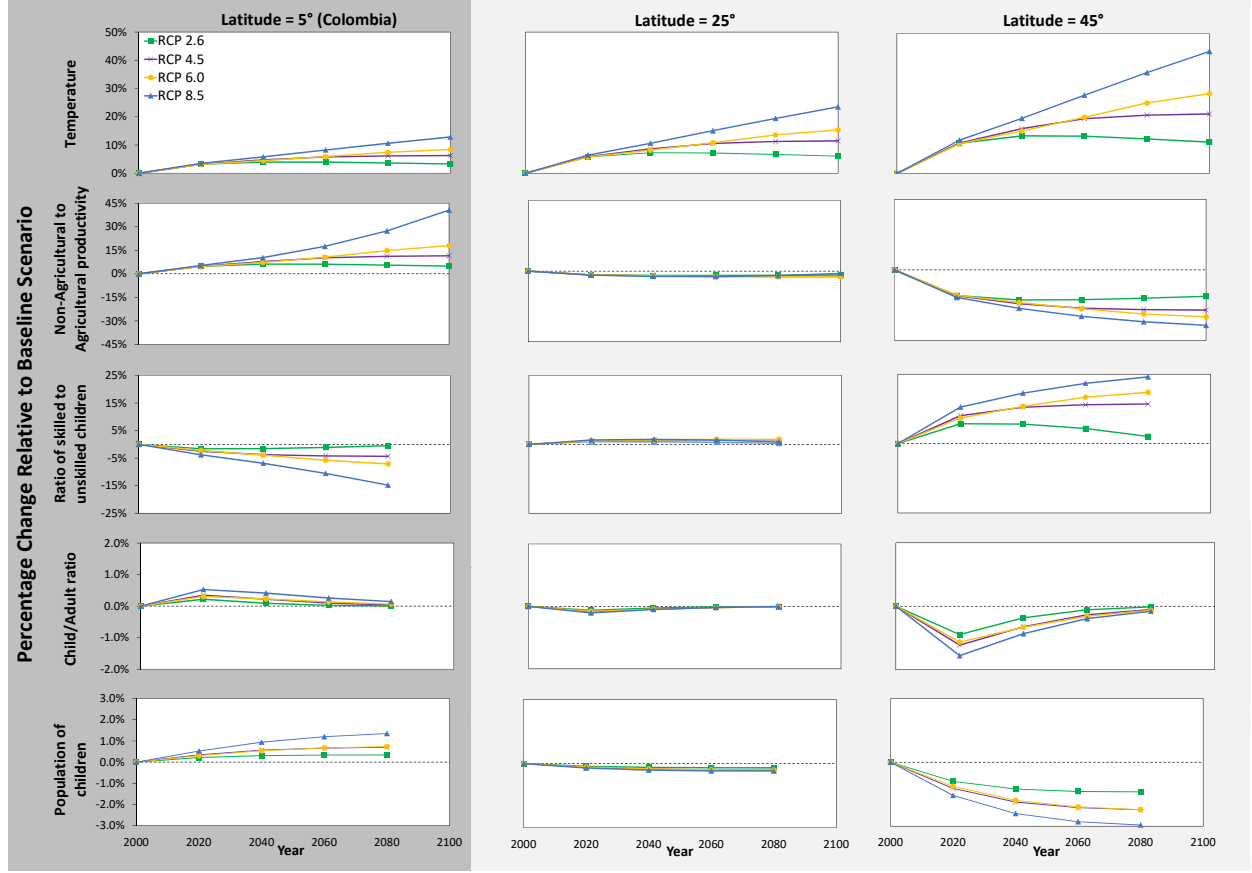 Percentage Change Relative to Baseline Scenario
Latitude = 5° (Colombia)
Latitude = 25°
Latitude = 45°
Temperature
50%
40%
30%
20%
10%
0%
RCP 2.6
RCP 4.5
RCP 6.0
RCP 8.5
Non-Agricultural to
Agricultural productivity
45%
30%
15%
0%
-15%
-30%
-45%
Ratio of skilled to
unskilled children
25%
15%
5%
-5%
-15%
-25%
Child/Adult ratio
2.0%
1.0%
0.0%
-1.0%
-2.0%
Population of
children
3.0%
2.0%
1.0%
0.0%
-1.0%
-2.0%
-3.0%
2000 2020 2040 2060 2080 2100
Year
2000 2020 2040 2060 2080 2100
Year
2000 2020 2040 2060 2080 2100
Year